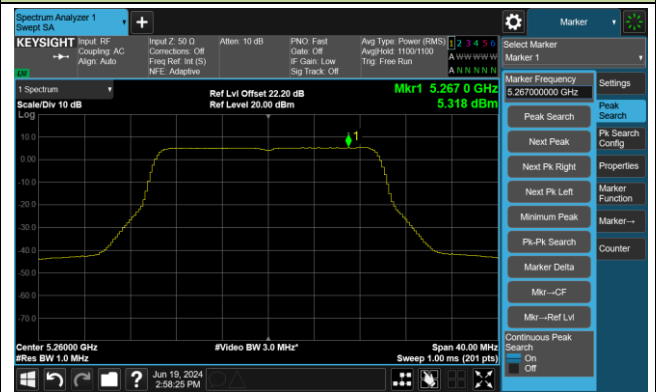 Spectrum Analyzer 1
Swept SA
+
Marker
KEYSIGHT
Input: RF
Coupling: AC
Align: Auto
Input Z: 50 Ω
Corrections: Off
Freq Ref: Int (S)
NFE: Adaptive
Atten: 10 dB
PNO: Fast
Gate: Off
IF Gain: Low
Sig Track: Off
Avg Type: Power (RMS)
Avg|Hold: 1100/1100
Trig: Free Run
1 2 3 4 5 6
A W W W W W
A N N N N N
LXI
Select Marker
Marker 1
1 Spectrum
Scale/Div 10 dB
Log
Ref Lvl Offset 22.20 dB
Ref Level 20.00 dBm
Mkr1 5.267 0 GHz
5.318 dBm
1
10.0
0.00
-10.0
-20.0
-30.0
-40.0
-50.0
-60.0
-70.0
Center 5.26000 GHz
#Res BW 1.0 MHz
#Video BW 3.0 MHz*
Span 40.00 MHz
Sweep 1.00 ms (201 pts)
Marker Frequency
5.267000000 GHz
Peak Search
Next Peak
Next Pk Right
Next Pk Left
Minimum Peak
Pk-Pk Search
Marker Delta
Mkr→CF
Mkr→Ref Lvl
Continuous Peak
Search
On
Off
Settings
Peak
Search
Pk Search
Config
Properties
Marker
Function
Marker→
Counter
?
Jun 19, 2024
2:58:25 PM